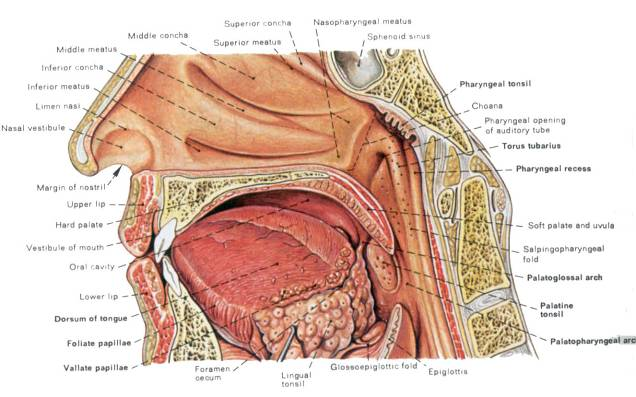 Superior concha
Nasopharyngeal meatus
Middle concha
Superior meatus
Sphenoid sinus
Middle meatus
Inferior concha
Inferior meatus
Limen nasi
Nasal vestibule
Margin of nostril
Upper lip
Hard palate
Vestibule of mouth
Oral cavity
Lower lip
Dorsum of tongue
Foliate papillae
Vallate papillae
Foramen
cecum
Lingual
tonsil
Glossoepiglottic fold
Epiglottis
Pharyngeal tonsil
Choana
Pharyngeal opening
of auditory tube
Torus tubarius
Pharyngeal recess
Soft palate and uvula
Salpingopharyngeal
fold
Palatoglossal arch
Palatine
tonsil
Palatopharyngeal arc